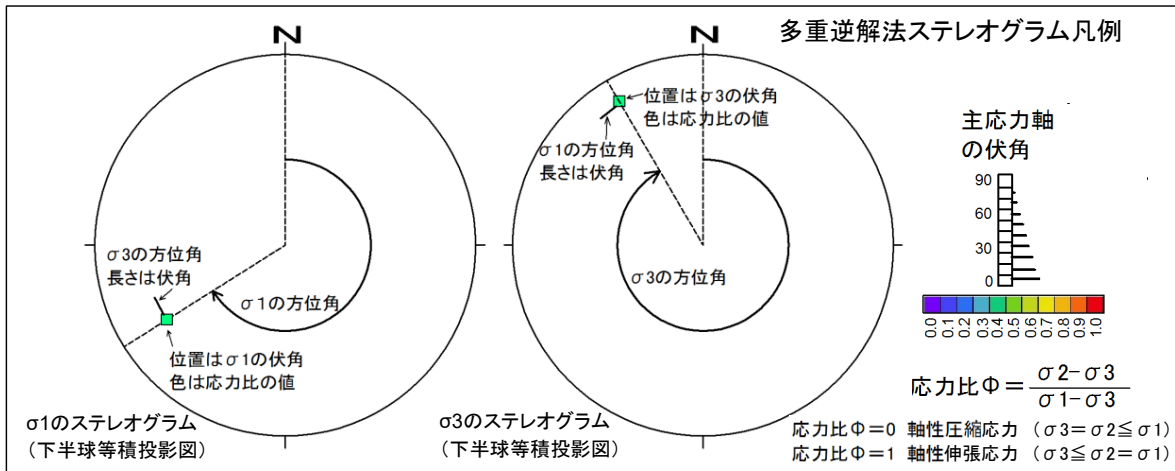 多重逆解法ステレオグラム凡例
N
σ3の方位角
長さは伏角
σ1の方位角
位置はσ1の伏角
色は応力比の値
σ1のステレオグラム
(下半球等積投影図)
N
位置はσ3の伏角
色は応力比の値
σ1の方位角
長さは伏角
σ3の方位角
σ3のステレオグラム
(下半球等積投影図)
主応力軸
の伏角
90
60
30
0
0.0 0.1 0.2 0.3 0.4 0.5 0.6 0.7 0.8 0.9 1.0
応力比Φ=σ2-σ3
σ1-σ3
応力比Φ=0 軸性圧縮応力 (σ3=σ2≦σ1)
応力比Φ=1 軸性伸張応力 (σ3≦σ2=σ1)